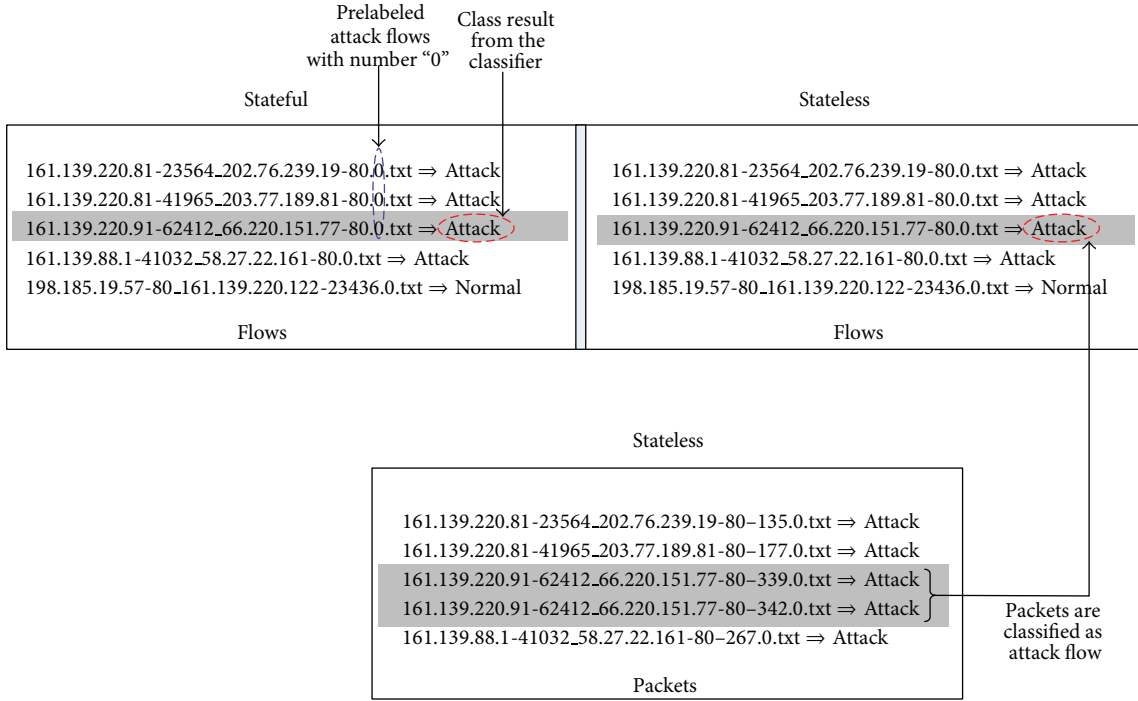 Prelabeled
attack flows
with number “0”
Class result
from the
classifier
Stateful
161.139.220.81-23564_202.76.239.19-80.0.txt ⇒ Attack
161.139.220.81-41965_203.77.189.81-80.0.txt ⇒ Attack
161.139.220.91-62412_66.220.151.77-80.0.txt ⇒ Attack
161.139.88.1-41032_58.27.22.161-80.0.txt ⇒ Attack
198.185.19.57-80_161.139.220.122-23436.0.txt ⇒ Normal
Flows
Stateless
161.139.220.81-23564_202.76.239.19-80.0.txt ⇒ Attack
161.139.220.81-41965_203.77.189.81-80.0.txt ⇒ Attack
161.139.220.91-62412_66.220.151.77-80.0.txt ⇒ Attack
161.139.88.1-41032_58.27.22.161-80.0.txt ⇒ Attack
198.185.19.57-80_161.139.220.122-23436.0.txt ⇒ Normal
Flows
Stateless
161.139.220.81-23564_202.76.239.19-80–135.0.txt ⇒ Attack
161.139.220.81-41965_203.77.189.81-80–177.0.txt ⇒ Attack
161.139.220.91-62412_66.220.151.77-80–339.0.txt ⇒ Attack
161.139.220.91-62412_66.220.151.77-80–342.0.txt ⇒ Attack
161.139.88.1-41032_58.27.22.161-80–267.0.txt ⇒ Attack
Packets
Packets are
classified as
attack flow